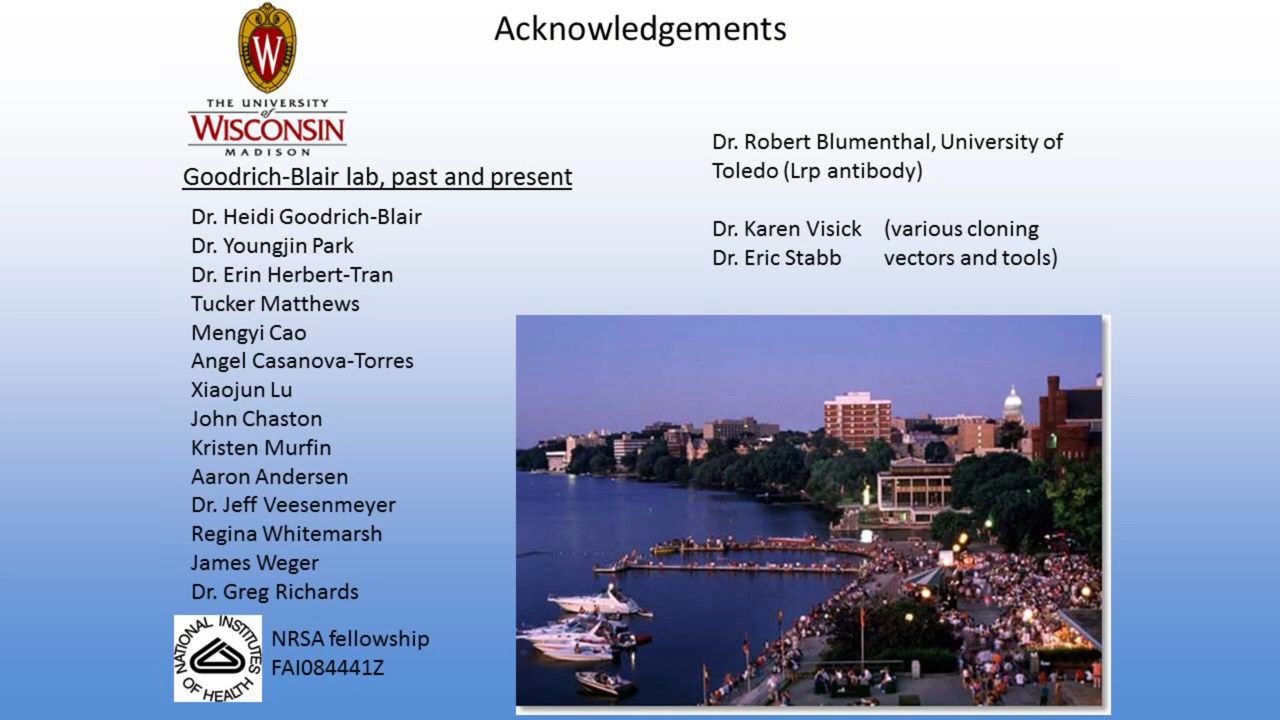 Acknowledgements
W
THE UNIVERSITY
of
WISCONSIN
MADISON
Goodrich-Blair lab, past and present
Dr. Heidi Goodrich-Blair
Dr. Youngjin Park
Dr. Erin Herbert-Tran
Tucker Matthews
Mengyi Cao
Angel Casanova-Torres
Xiaojun Lu
John Chaston
Kristen Murfin
Aaron Andersen
Dr. Jeff Veesenmeyer
Regina Whitemarsh
James Weger
Dr. Greg Richards
NATIONAL INSTITUTES
OF HEALTH
NRSA fellowship
FAI084441Z
Dr. Robert Blumenthal, University of
Toledo (Lrp antibody)
Dr. Karen Visick (various cloning
Dr. Eric Stabb vectors and tools)